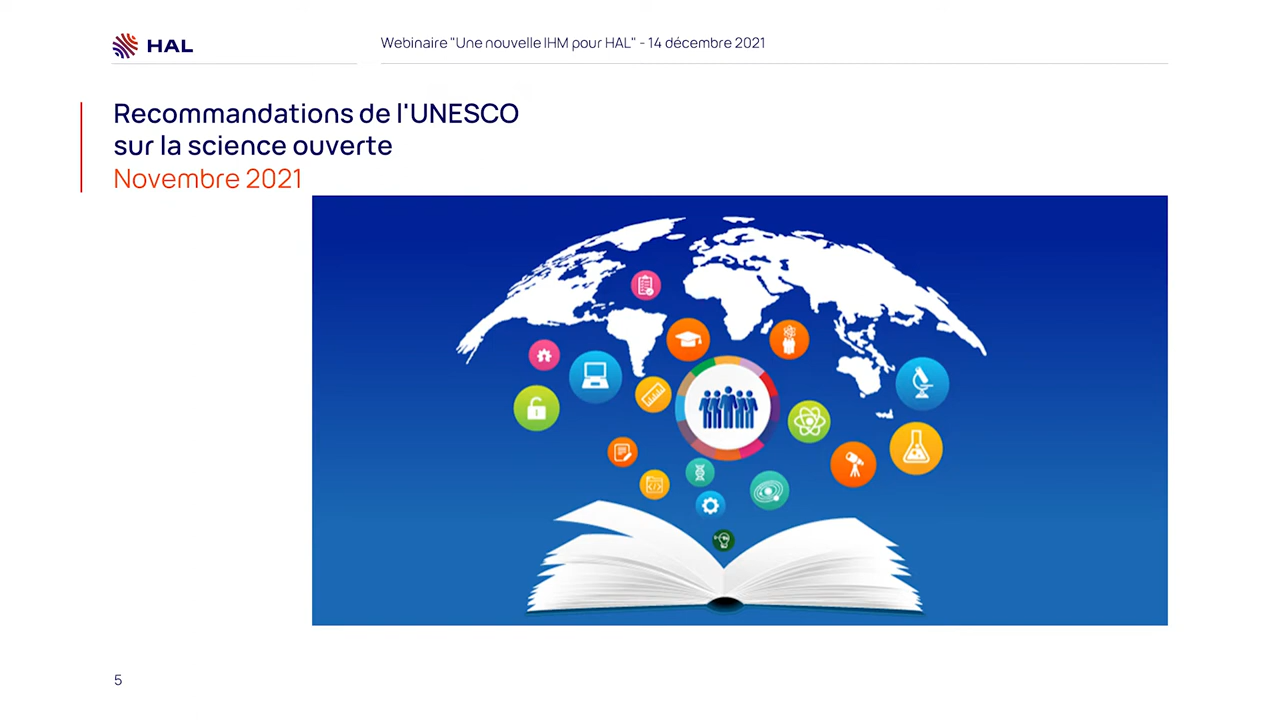 HAL
Webinaire "Une nouvelle IHM pour HAL" - 14 décembre 2021
Recommandations de l'UNESCO
sur la science ouverte
Novembre 2021
5